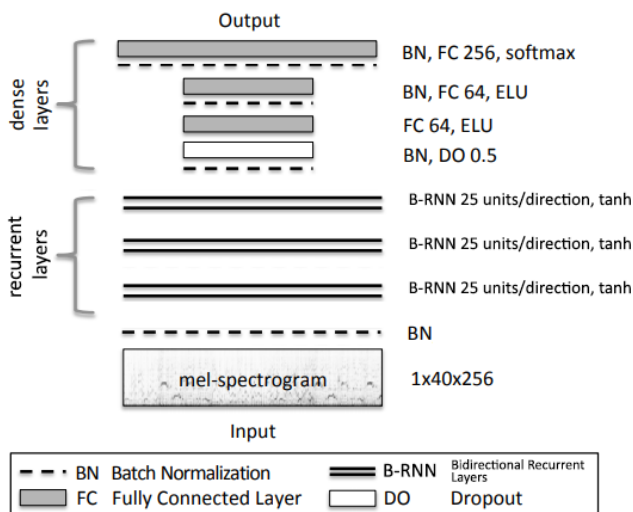 Output
BN, FC 256, softmax
BN, FC 64, ELU
FC 64, ELU
BN, DO 0.5
dense
layers
B-RNN 25 units/direction, tanh
B-RNN 25 units/direction, tanh
B-RNN 25 units/direction, tanh
recurrent
layers
BN
mel-spectrogram
1x40x256
Input
BN Batch Normalization
B-RNN Bidirectional Recurrent
Layers
FC Fully Connected Layer
DO Dropout